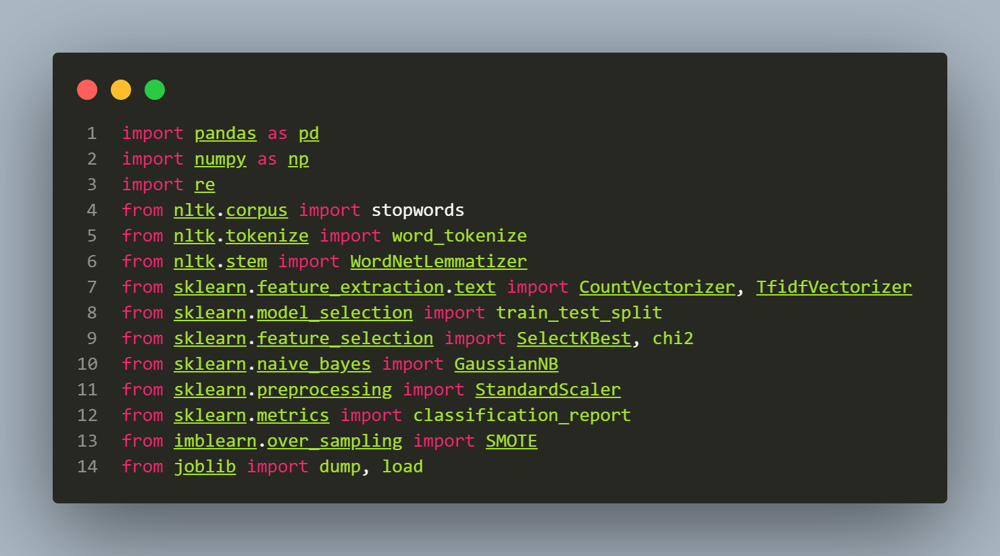 1 import pandas as pd
2 import numpy as np
3 import re
4 from nltk.corpus import stopwords
5 from nltk.tokenize import word_tokenize
6 from nltk.stem import WordNetLemmatizer
7 from sklearn.feature_extraction.text import CountVectorizer, TfidfVectorizer
8 from sklearn.model_selection import train_test_split
9 from sklearn.feature_selection import SelectKBest, chi2
10 from sklearn.naive_bayes import GaussianNB
11 from sklearn.preprocessing import StandardScaler
12 from sklearn.metrics import classification_report
13 from imblearn.over_sampling import SMOTE
14 from joblib import dump, load